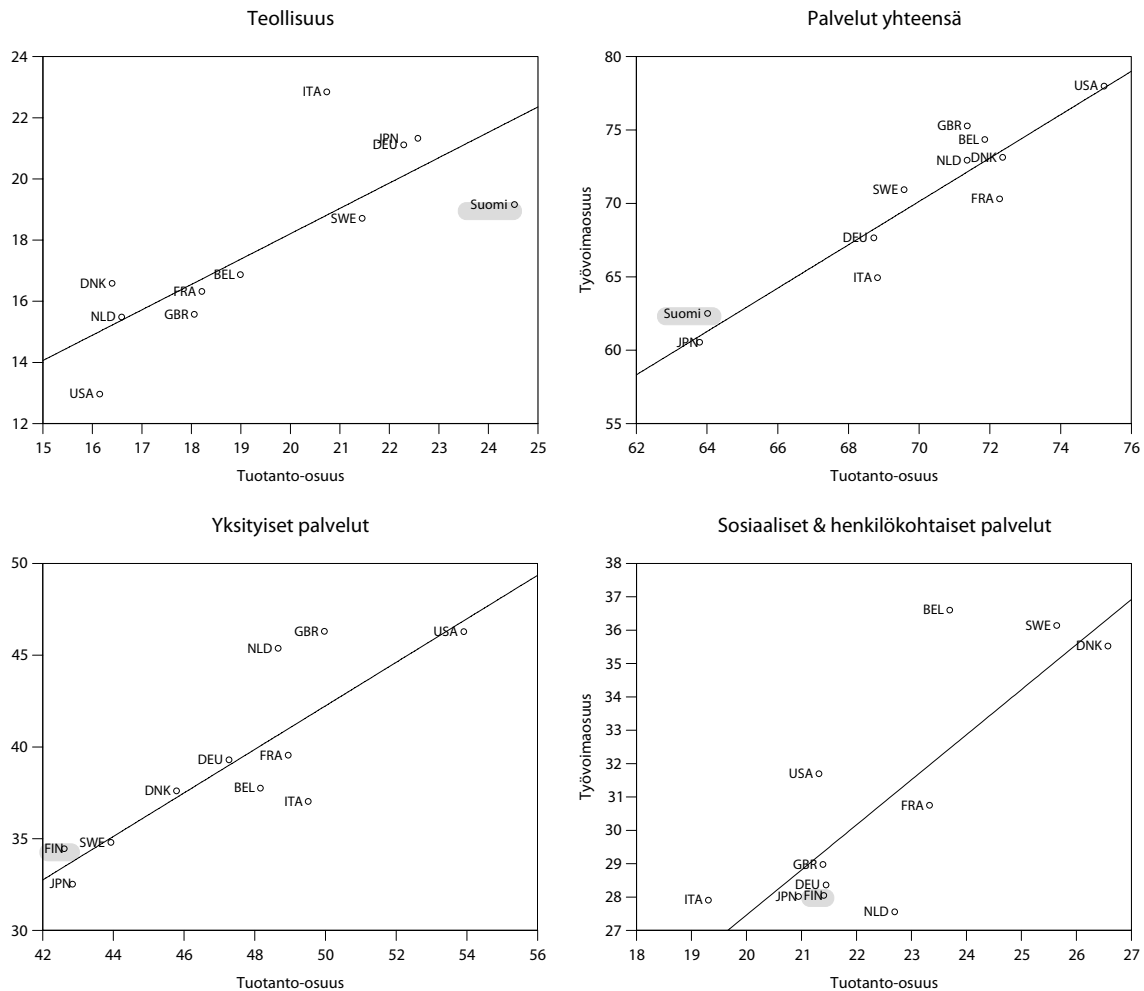 Teollisuus
24
22
20
18
16
14
12
ITA
JPN
DEU
Suomi
SWE
DNK
BEL
FRA
NLD
GBR
USA
15 16 17 18 19 20 21 22 23 24 25
Tuotanto-osuus
Palvelut yhteensä
Työvoimaosuus
80
75
70
65
60
55
USA
GBR
BEL
NLD
DNK
SWE
FRA
DEU
ITA
Suomi
JPN
62 64 66 68 70 72 74 76
Tuotanto-osuus
Yksityiset palvelut
50
45
40
35
30
GBR
USA
NLD
DEU
FRA
DNK
BEL
ITA
FIN
SWE
JPN
42 44 46 48 50 52 54 56
Tuotanto-osuus
Sosiaaliset & henkilökohtaiset palvelut
Työvoimaosuus
38
37
36
35
34
33
32
31
30
29
28
27
BEL
SWE
DNK
USA
FRA
GBR
DEU
ITA
JPN
FIN
NLD
18 19 20 21 22 23 24 25 26 27
Tuotanto-osuus